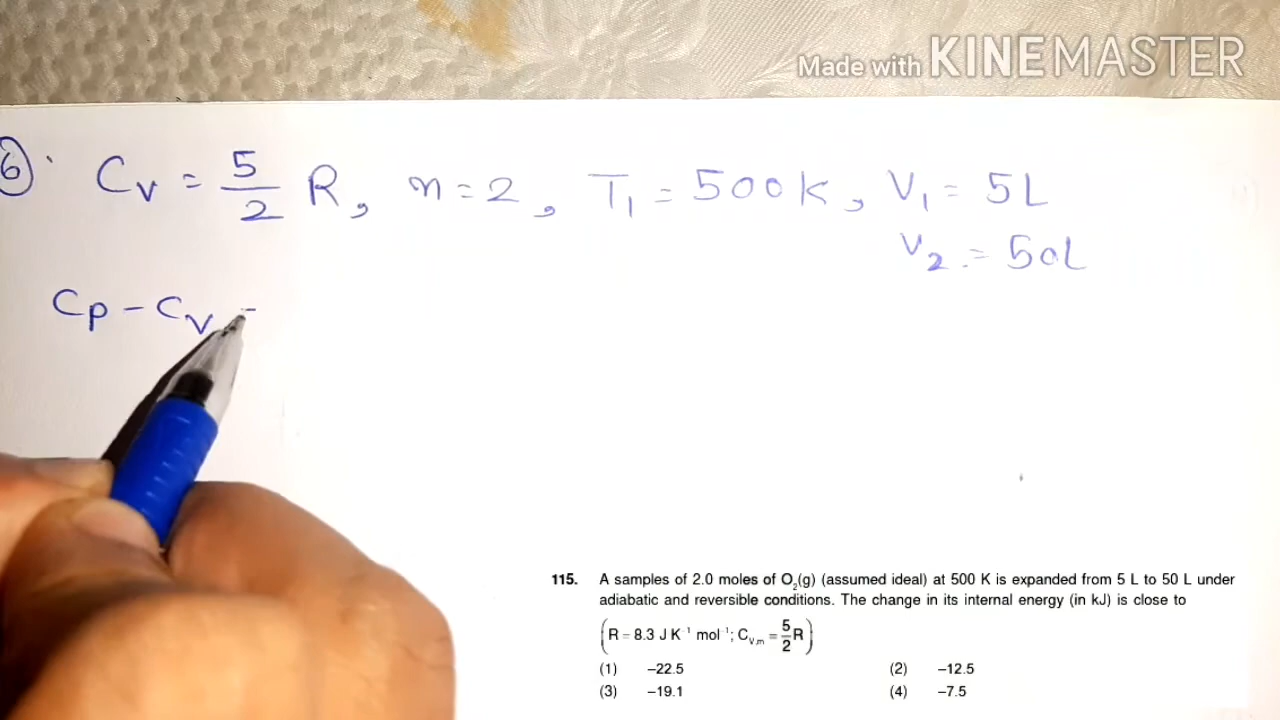 Made with KINEMASTER
6 . Cv = 5/2 R, n = 2, T1 = 500K, V1 = 5L
V2 = 50L
Cp - Cv =
115. A samples of 2.0 moles of O2(g) (assumed ideal) at 500 K is expanded from 5 L to 50 L under
adiabatic and reversible conditions. The change in its internal energy (in kJ) is close to
(R = 8.3 J K⁻¹ mol⁻¹; Cv,m = 5/2 R)
(1) –22.5 (2) –12.5
(3) –19.1 (4) –7.5